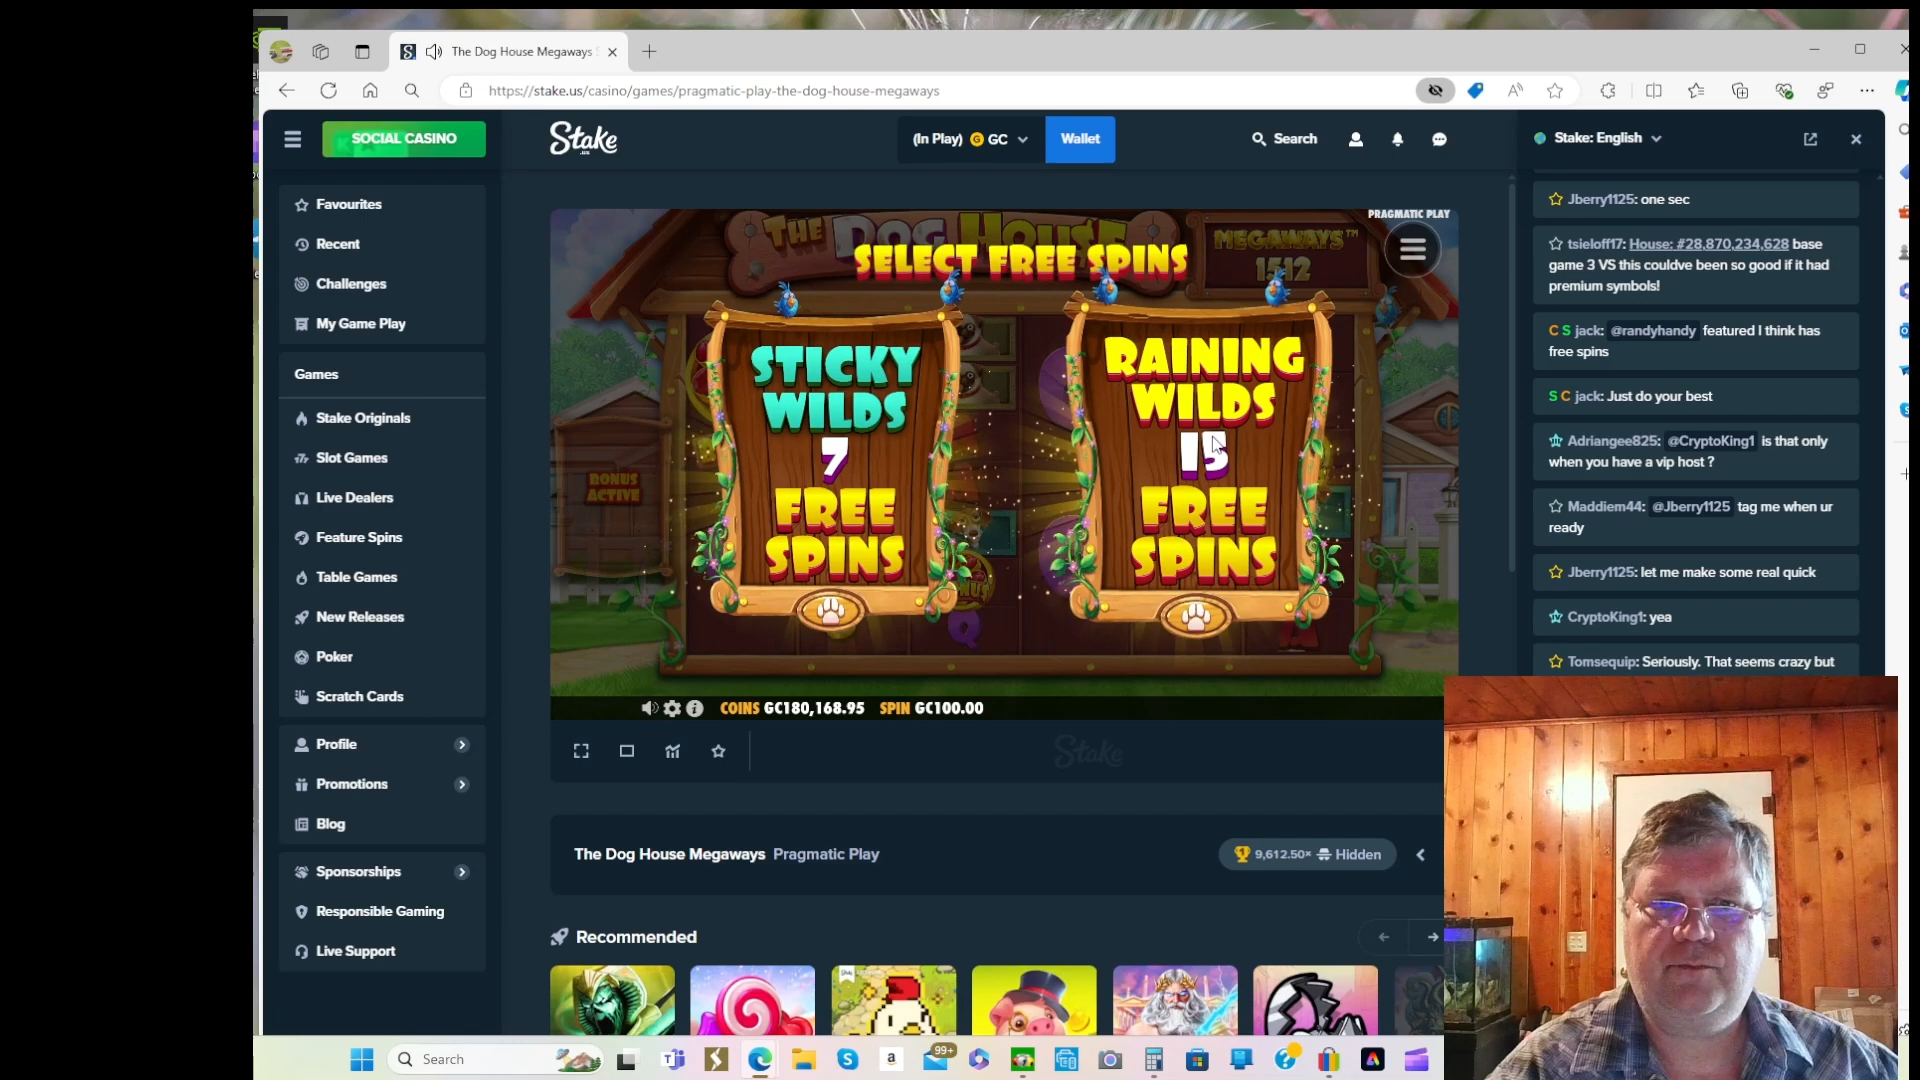 The Dog House Megaways
https://stake.us/casino/games/pragmatic-play-the-dog-house-megaways
SOCIAL CASINO
Stake
(In Play) GC
Wallet
Search
Stake: English
Favourites
Recent
Challenges
My Game Play
Games
Stake Originals
Slot Games
Live Dealers
Feature Spins
Table Games
New Releases
Poker
Scratch Cards
Profile
Promotions
Blog
Sponsorships
Responsible Gaming
Live Support
PRAGMATIC PLAY
THE DOG HOUSE
MEGAWAYS™
1512
SELECT FREE SPINS
STICKY
WILDS
7
FREE
SPINS
RAINING
WILDS
15
FREE
SPINS
BONUS
ACTIVE
COINS GC180,168.95 SPIN GC100.00
Stake
The Dog House Megaways Pragmatic Play
9,612.50× Hidden
Recommended
Jberry1125: one sec
tsieloff17: House: #28,870,234,628 base
game 3 VS this couldve been so good if it had
premium symbols!
C S jack: @randyhandy featured I think has
free spins
S C jack: Just do your best
Adriangee825: @CryptoKing1 is that only
when you have a vip host ?
Maddiem44: @Jberry1125 tag me when ur
ready
Jberry1125: let me make some real quick
CryptoKing1: yea
Tomsequip: Seriously. That seems crazy but
Search
99+